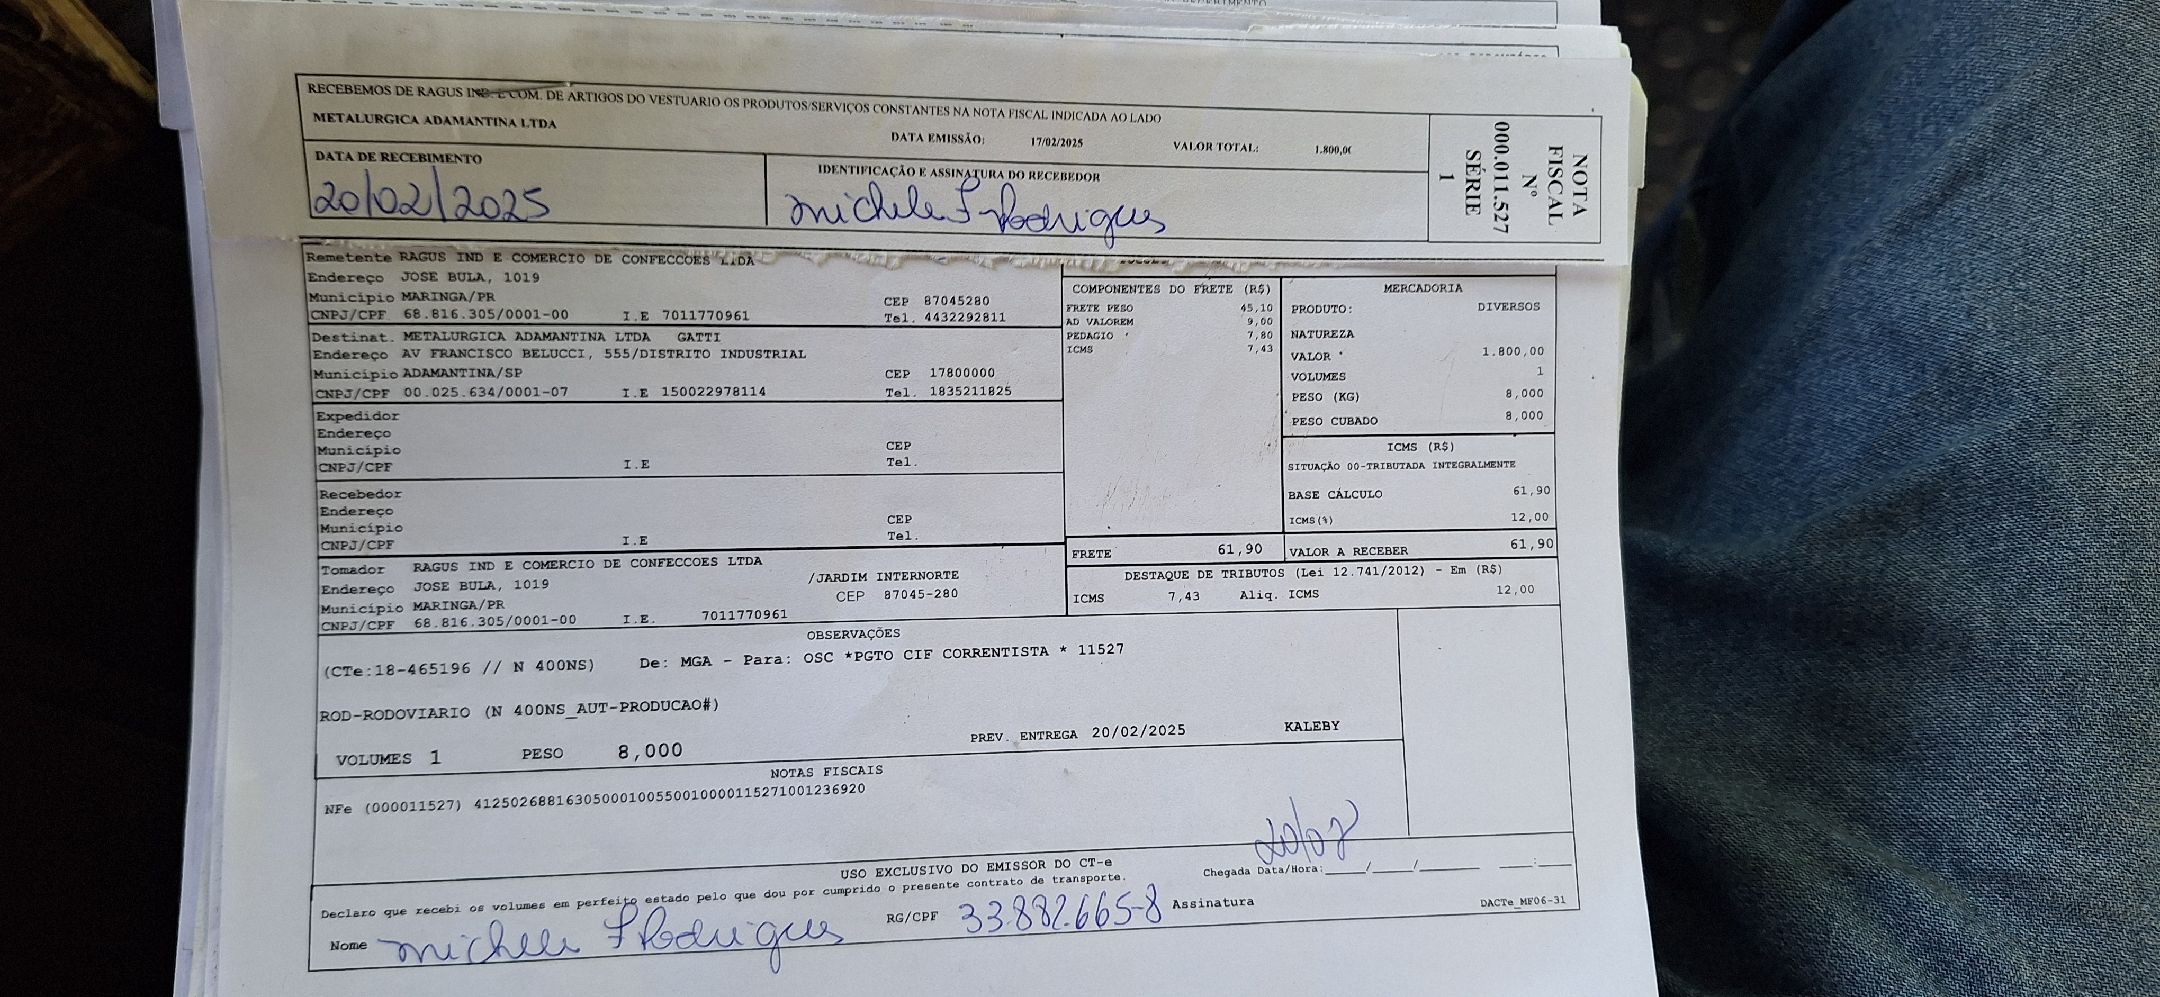 RECEBEMOS DE RAGUS IND. E COM. DE ARTIGOS DO VESTUARIO OS PRODUTOS/SERVIÇOS CONSTANTES NA NOTA FISCAL INDICADA AO LADO
METALURGICA ADAMANTINA LTDA
DATA EMISSÃO: 17/02/2025 VALOR TOTAL: 1.800,00
DATA DE RECEBIMENTO
20/02/2025
IDENTIFICAÇÃO E ASSINATURA DO RECEBEDOR
Michele F Rodrigues
NOTA
FISCAL
Nº
000.011.527
SÉRIE
1
Remetente RAGUS IND E COMERCIO DE CONFECCOES LTDA
Endereço JOSE BULA, 1019
Município MARINGA/PR CEP 87045280
CNPJ/CPF 68.816.305/0001-00 I.E 7011770961 Tel. 4432292811
Destinat. METALURGICA ADAMANTINA LTDA GATTI
Endereço AV FRANCISCO BELUCCI, 555/DISTRITO INDUSTRIAL
Município ADAMANTINA/SP CEP 17800000
CNPJ/CPF 00.025.634/0001-07 I.E 150022978114 Tel. 1835211825
Expedidor
Endereço
Município CEP
CNPJ/CPF I.E Tel.
Recebedor
Endereço
Município CEP
CNPJ/CPF I.E Tel.
Tomador RAGUS IND E COMERCIO DE CONFECCOES LTDA
Endereço JOSE BULA, 1019 /JARDIM INTERNORTE
Município MARINGA/PR CEP 87045-280
CNPJ/CPF 68.816.305/0001-00 I.E. 7011770961
COMPONENTES DO FRETE (R$)
FRETE PESO 45,10
AD VALOREM 9,00
PEDAGIO 7,80
ICMS 7,43
FRETE 61,90
MERCADORIA
PRODUTO: DIVERSOS
NATUREZA
VALOR 1.800,00
VOLUMES 1
PESO (KG) 8,000
PESO CUBADO 8,000
ICMS (R$)
SITUAÇÃO 00-TRIBUTADA INTEGRALMENTE
BASE CÁLCULO 61,90
ICMS(%) 12,00
VALOR A RECEBER 61,90
DESTAQUE DE TRIBUTOS (Lei 12.741/2012) - Em (R$)
ICMS 7,43 Aliq. ICMS 12,00
OBSERVAÇÕES
(CTe:18-465196 // N 400NS) De: MGA - Para: OSC *PGTO CIF CORRENTISTA * 11527
ROD-RODOVIARIO (N 400NS_AUT-PRODUCAO#)
VOLUMES 1 PESO 8,000 PREV. ENTREGA 20/02/2025 KALEBY
NOTAS FISCAIS
NFe (000011527) 41250268816305000100550010000115271001236920
20/02
USO EXCLUSIVO DO EMISSOR DO CT-e
Chegada Data/Hora:____/____/______ ____:____
Declaro que recebi os volumes em perfeito estado pelo que dou por cumprido o presente contrato de transporte.
Nome Michele F Rodrigues RG/CPF 33.882.665-8 Assinatura
DACTe_MF06-31